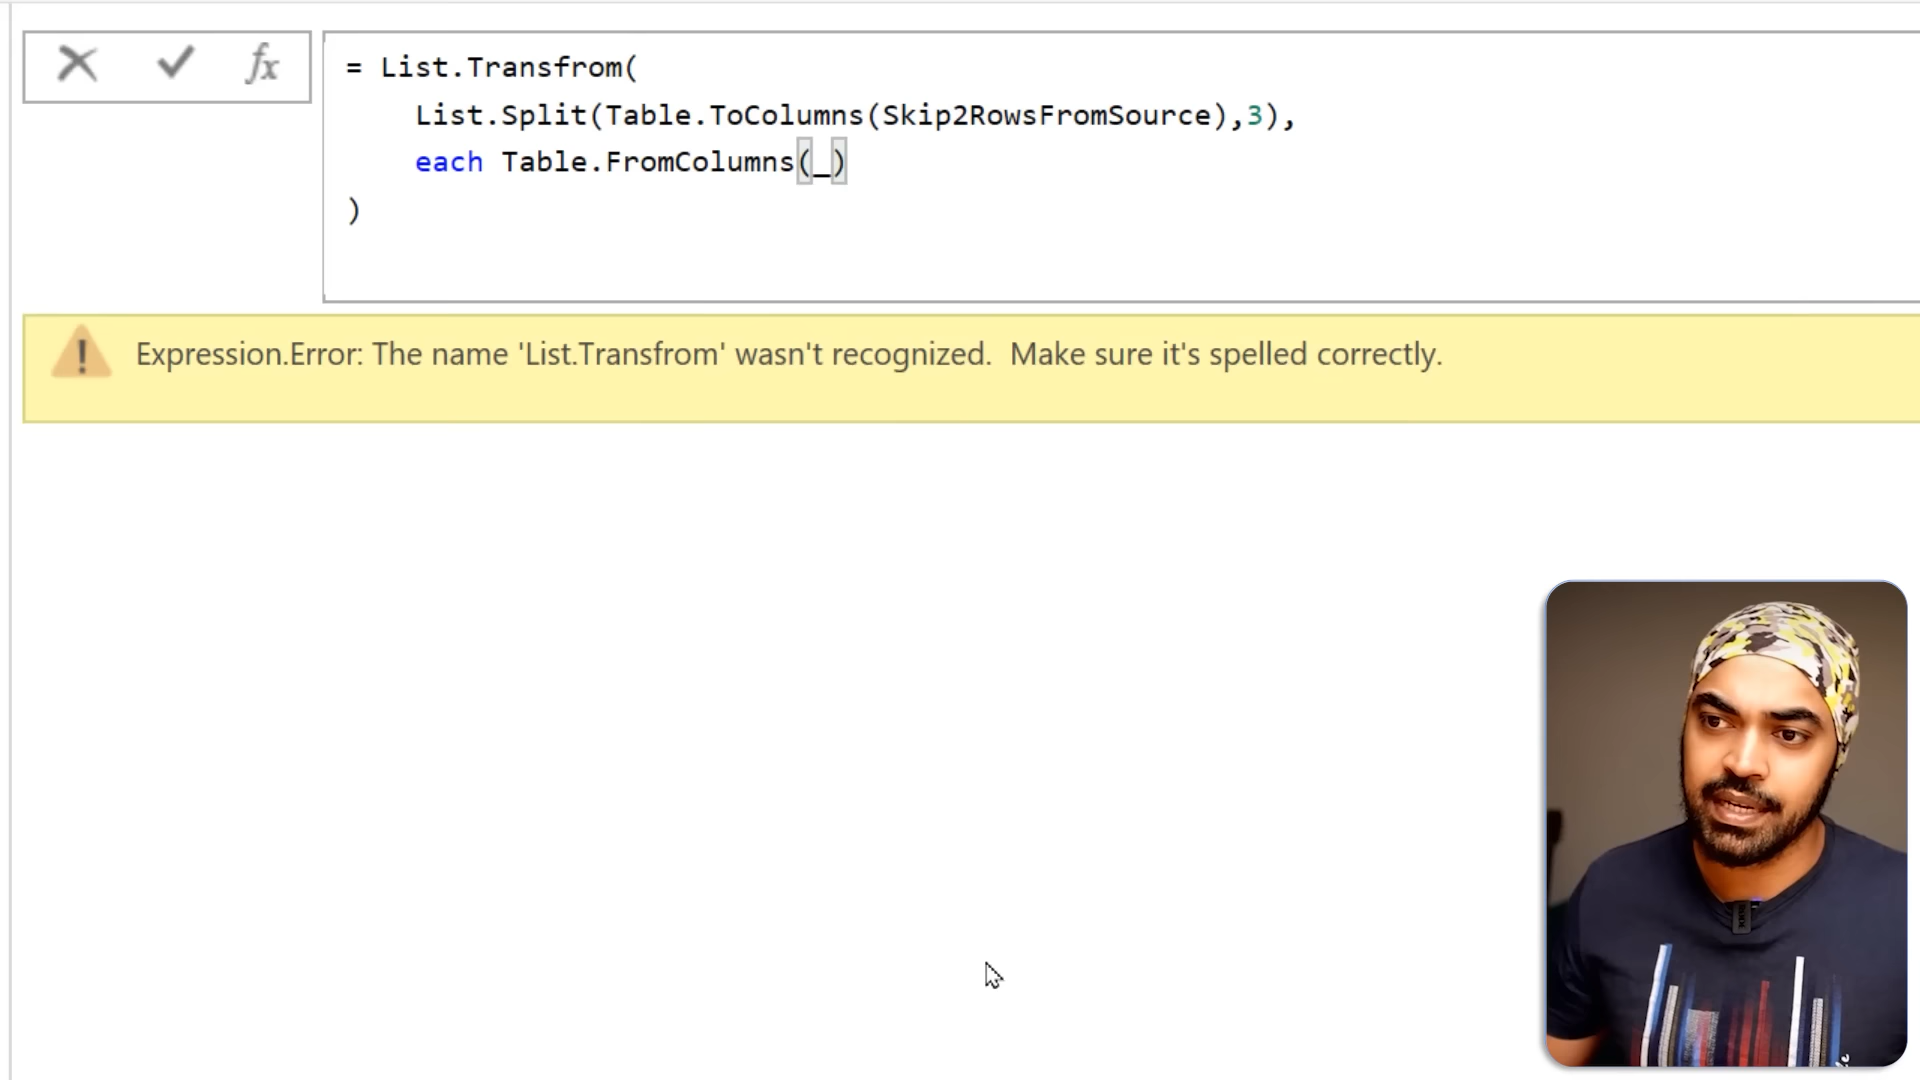 fx
= List.Transfrom(
List.Split(Table.ToColumns(Skip2RowsFromSource),3),
each Table.FromColumns(_)
)
Expression.Error: The name 'List.Transfrom' wasn't recognized.  Make sure it's spelled correctly.